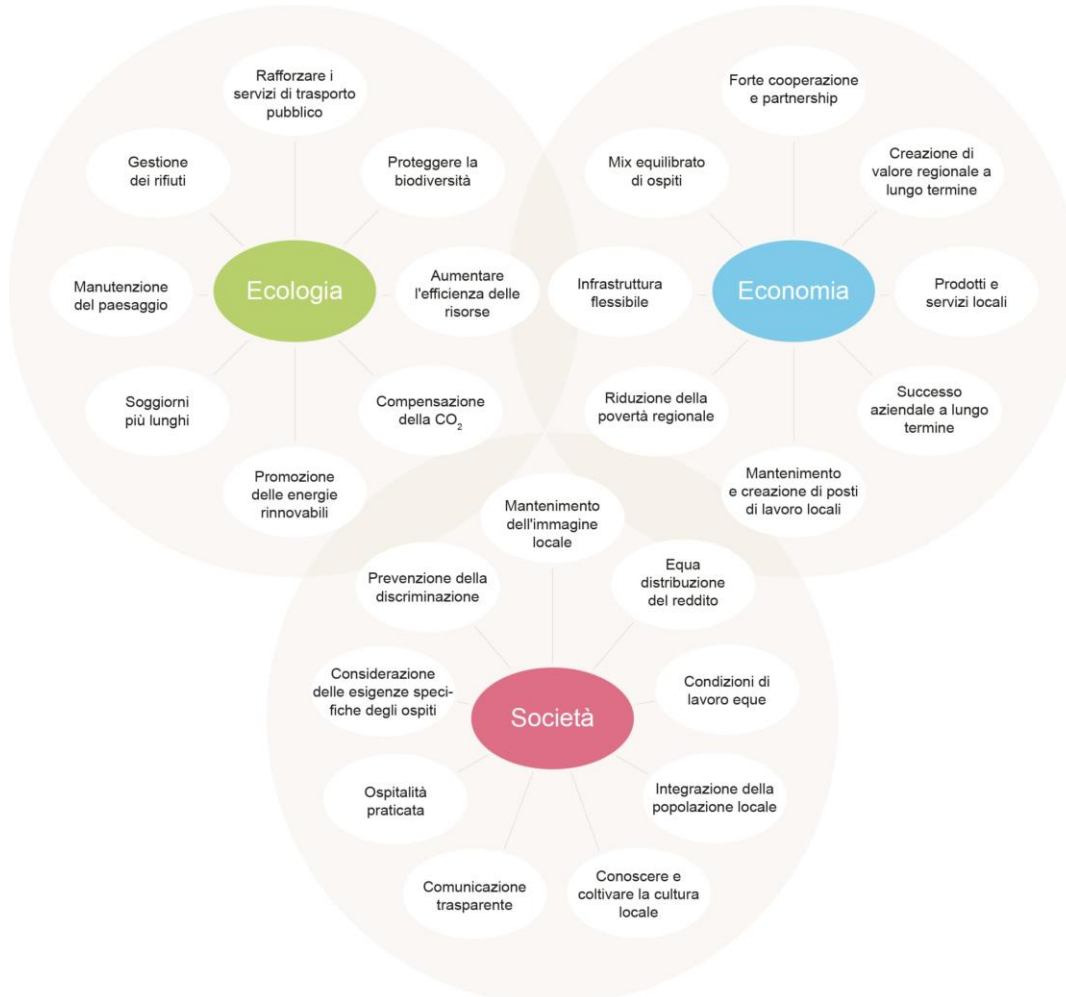 Rafforzare i
servizi di trasporto
pubblico
Gestione
dei rifiuti
Proteggere la
biodiversità
Manutenzione
del paesaggio
Ecologia
Aumentare
l'efficienza delle
risorse
Soggiorni
più lunghi
Compensazione
della CO₂
Promozione
delle energie
rinnovabili
Forte cooperazione
e partnership
Mix equilibrato
di ospiti
Creazione di
valore regionale a
lungo termine
Infrastruttura
flessibile
Economia
Prodotti e
servizi locali
Riduzione della
povertà regionale
Successo
aziendale a lungo
termine
Mantenimento
e creazione di posti
di lavoro locali
Mantenimento
dell'immagine
locale
Prevenzione della
discriminazione
Equa
distribuzione
del reddito
Considerazione
delle esigenze speci-
fiche degli ospiti
Società
Condizioni di
lavoro eque
Ospitalità
praticata
Integrazione della
popolazione locale
Comunicazione
trasparente
Conoscere e
coltivare la cultura
locale